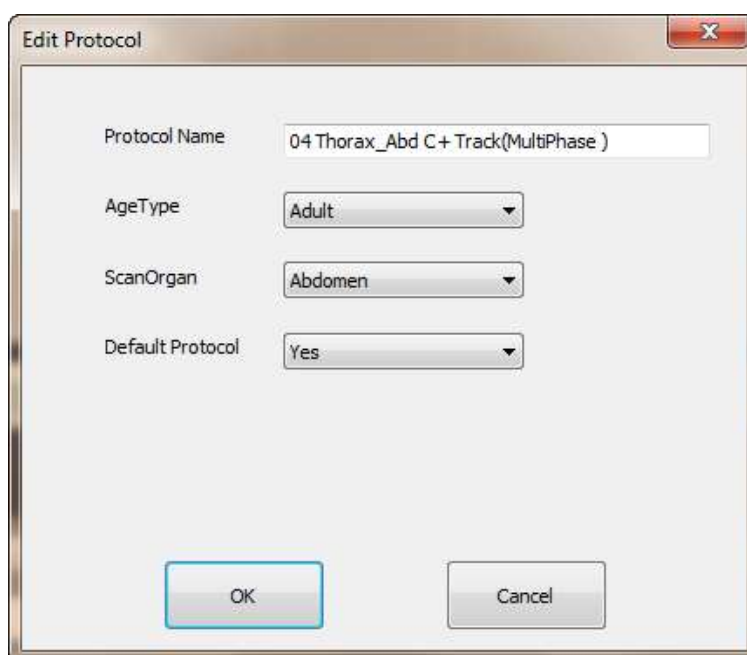 Edit Protocol
Protocol Name 04 Thorax_Abd C+ Track(MultiPhase )
AgeType Adult
ScanOrgan Abdomen
Default Protocol Yes
OK Cancel